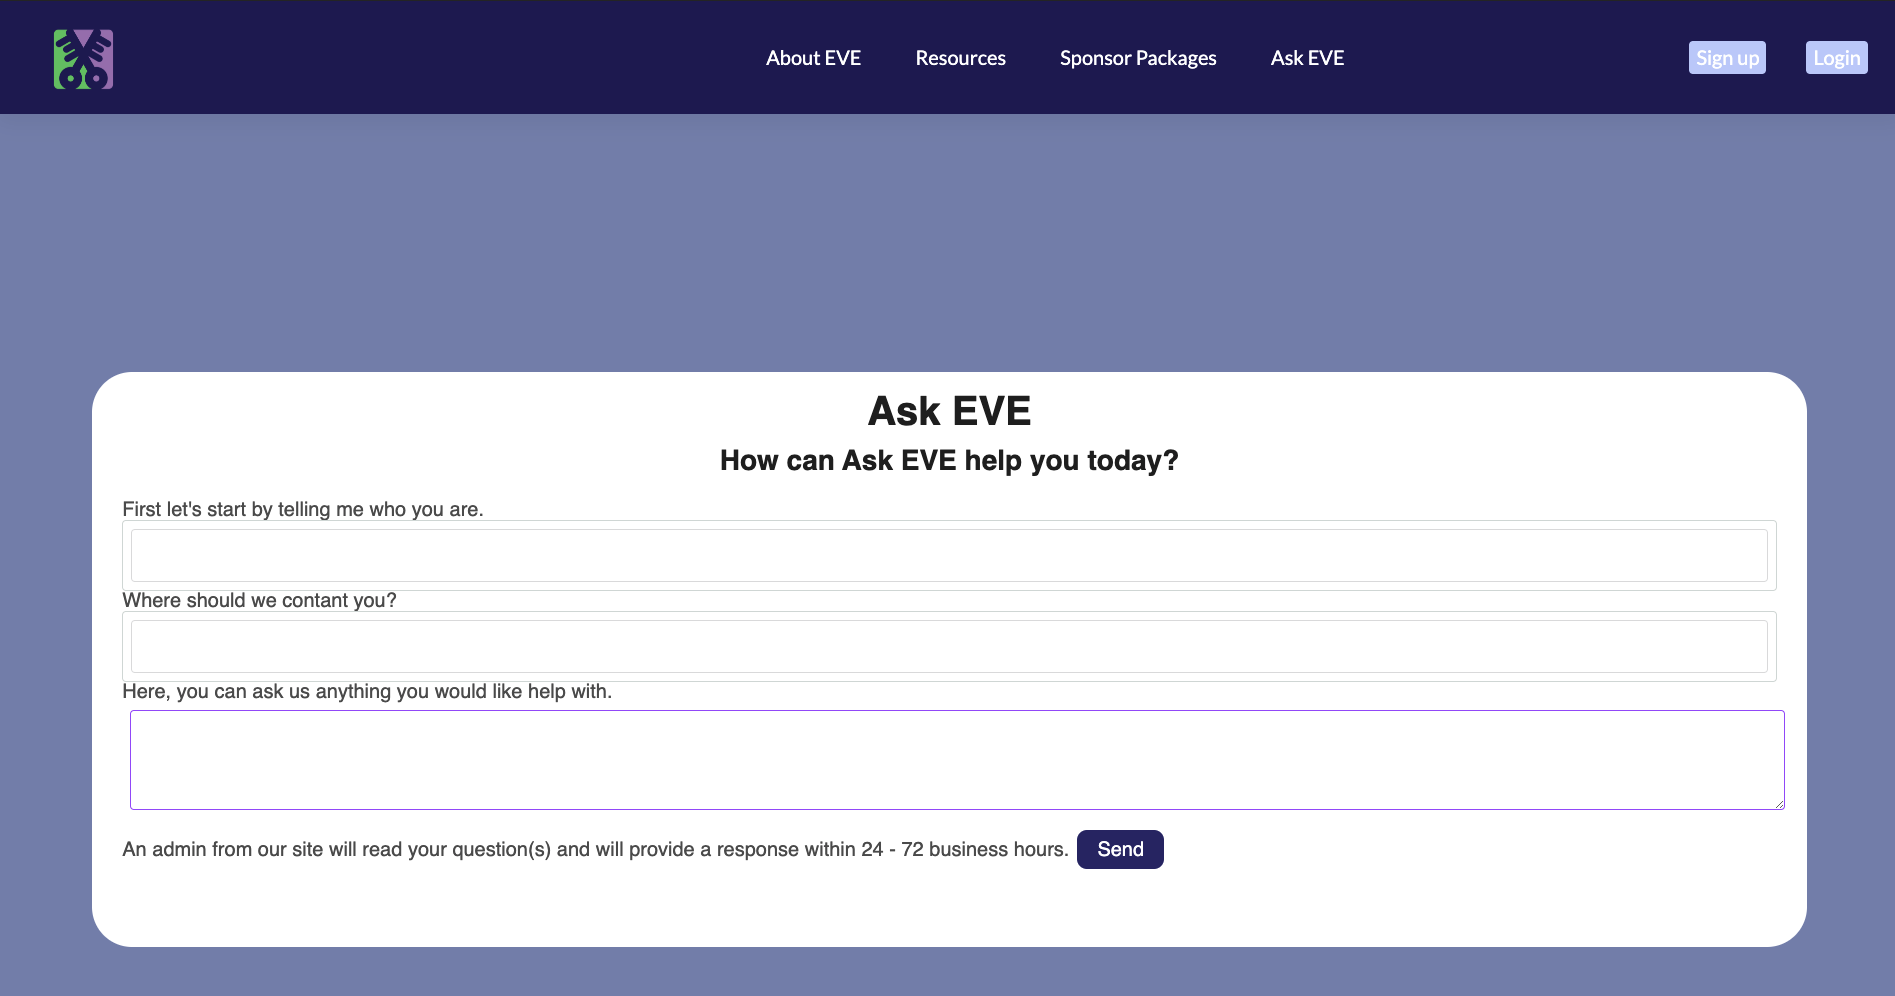 About EVE Resources Sponsor Packages Ask EVE Sign up Login
Ask EVE
How can Ask EVE help you today?
First let's start by telling me who you are.
Where should we contant you?
Here, you can ask us anything you would like help with.
An admin from our site will read your question(s) and will provide a response within 24 - 72 business hours. Send